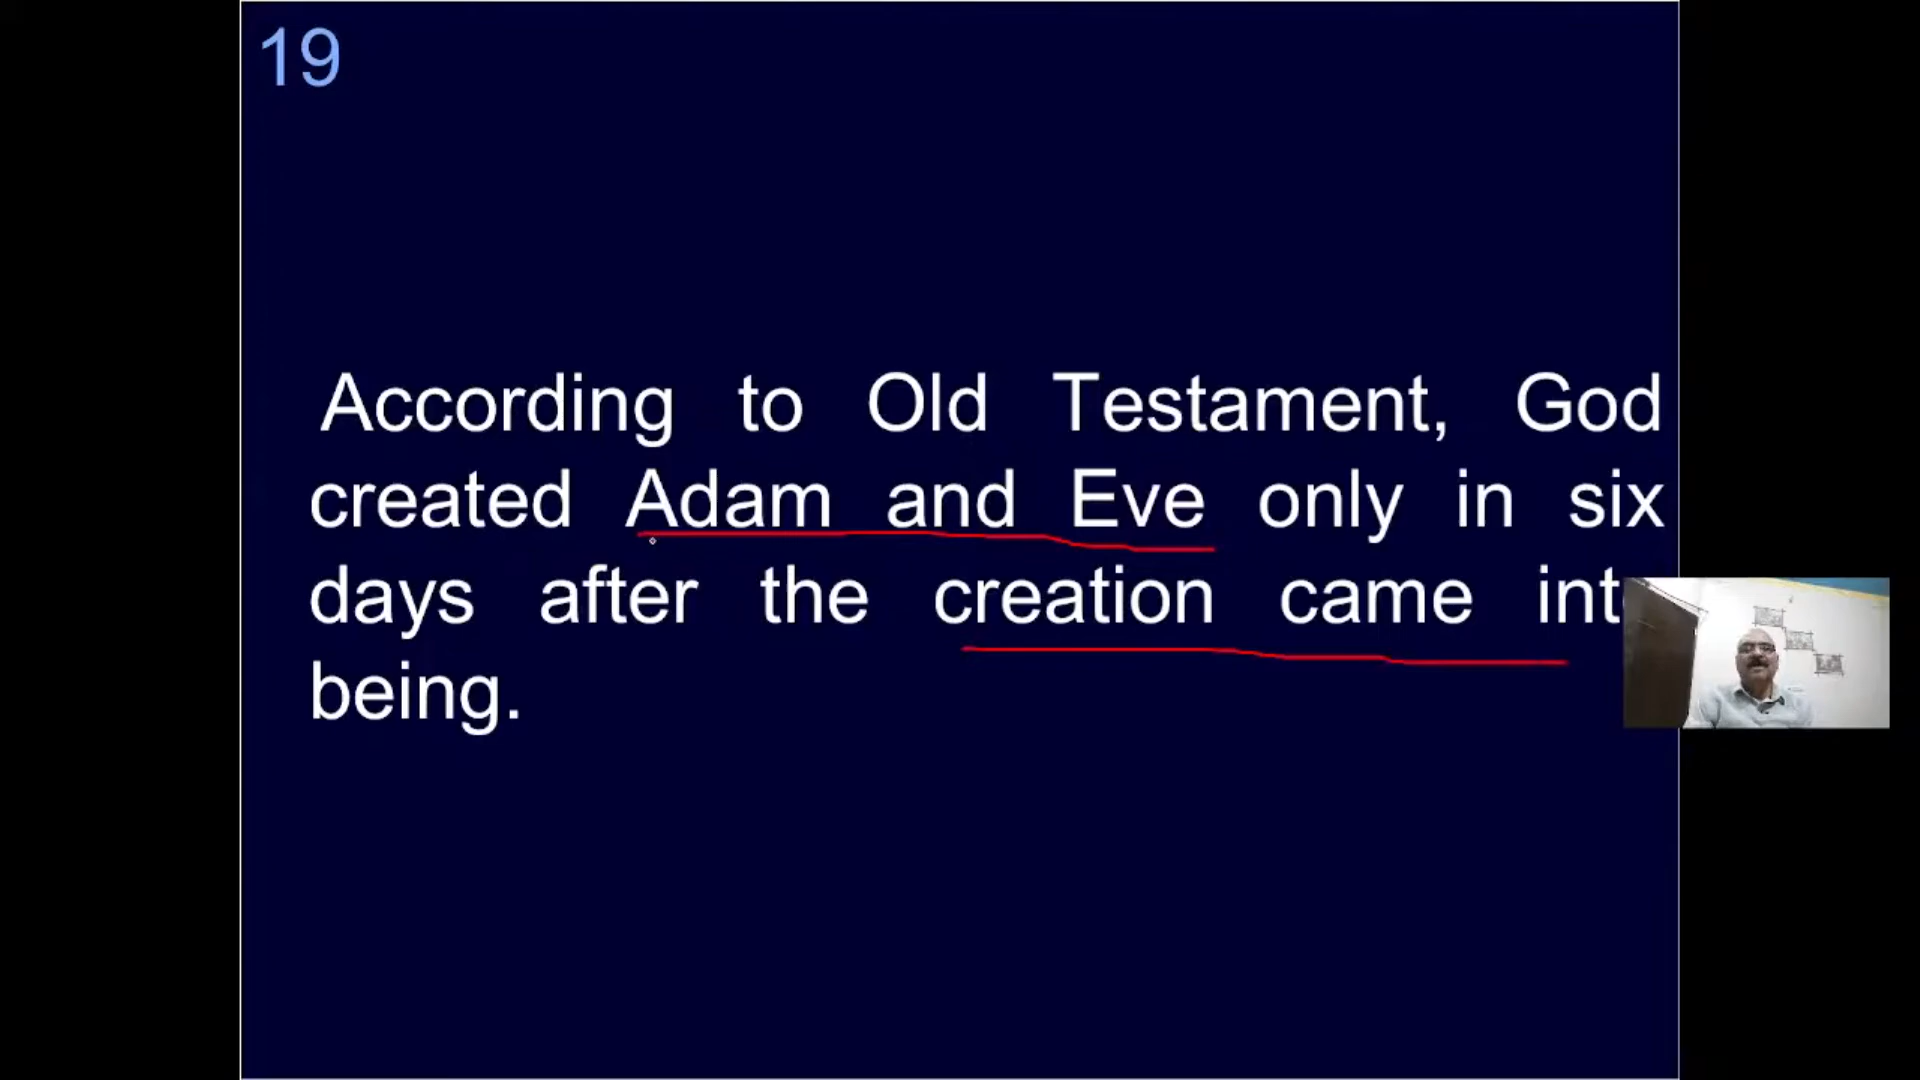 19
According to Old Testament, God
created Adam and Eve only in six
days after the creation came
being.